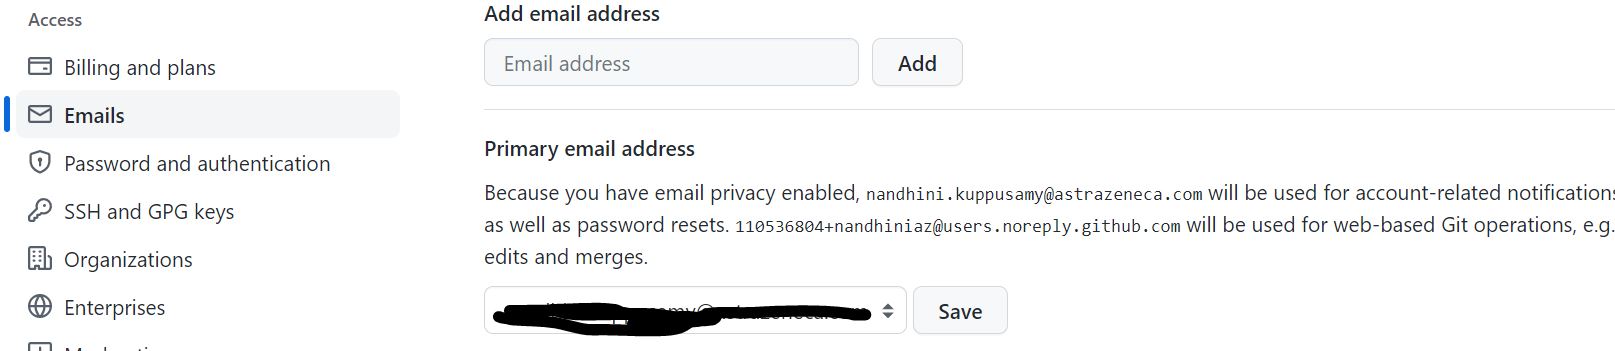 Access
Billing and plans
Emails
Password and authentication
SSH and GPG keys
Organizations
Enterprises
Add email address
Email address
Add
Primary email address
Because you have email privacy enabled, nandhini.kuppusamy@astrazeneca.com will be used for account-related notifications
as well as password resets. 110536804+nandhiniaz@users.noreply.github.com will be used for web-based Git operations, e.g.
edits and merges.
Save